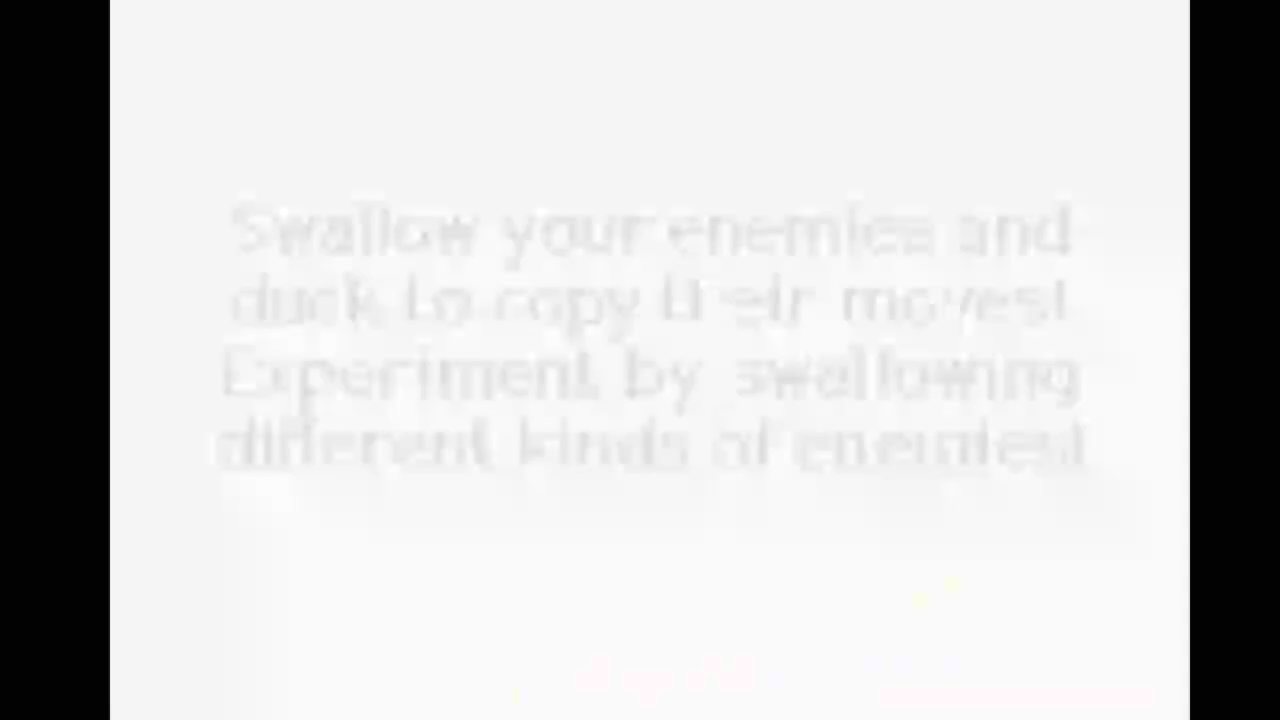 Swallow your enemies and
duck to copy their moves!
Experiment by swallowing
different kinds of enemies!